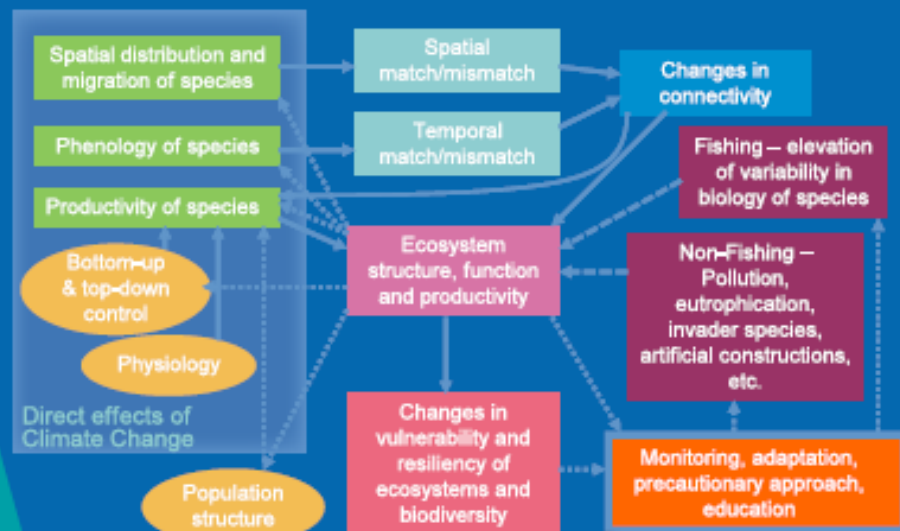 Spatial distribution and
migration of species
Spatial
match/mismatch
Changes in
connectivity
Phenology of species
Temporal
match/mismatch
Fishing – elevation
of variability in
biology of species
Productivity of species
Bottom-up
& top-down
control
Ecosystem
structure, function
and productivity
Non-Fishing –
Pollution,
eutrophication,
invader species,
artificial constructions,
etc.
Physiology
Direct effects of
Climate Change
Changes in
vulnerability and
resiliency of
ecosystems and
biodiversity
Monitoring, adaptation,
precautionary approach,
education
Population
structure